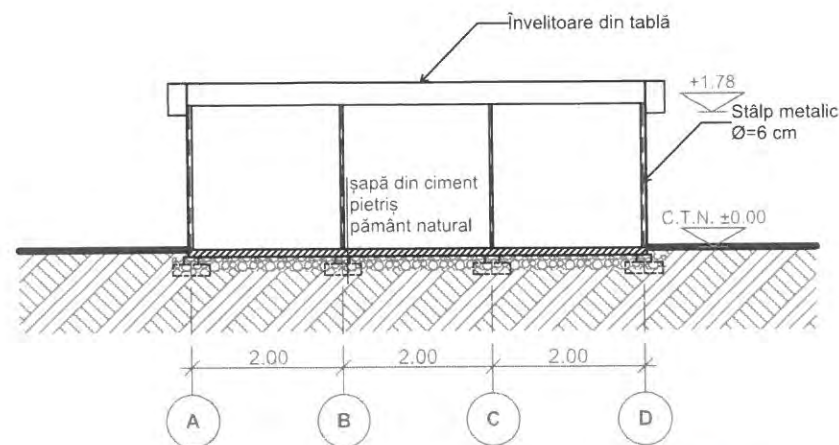 Învelitoare din tablă
+1.78
Stâlp metalic
Ø=6 cm
șapă din ciment
pietriș
pământ natural
C.T.N. ±0.00
2.00 2.00 2.00
A B C D